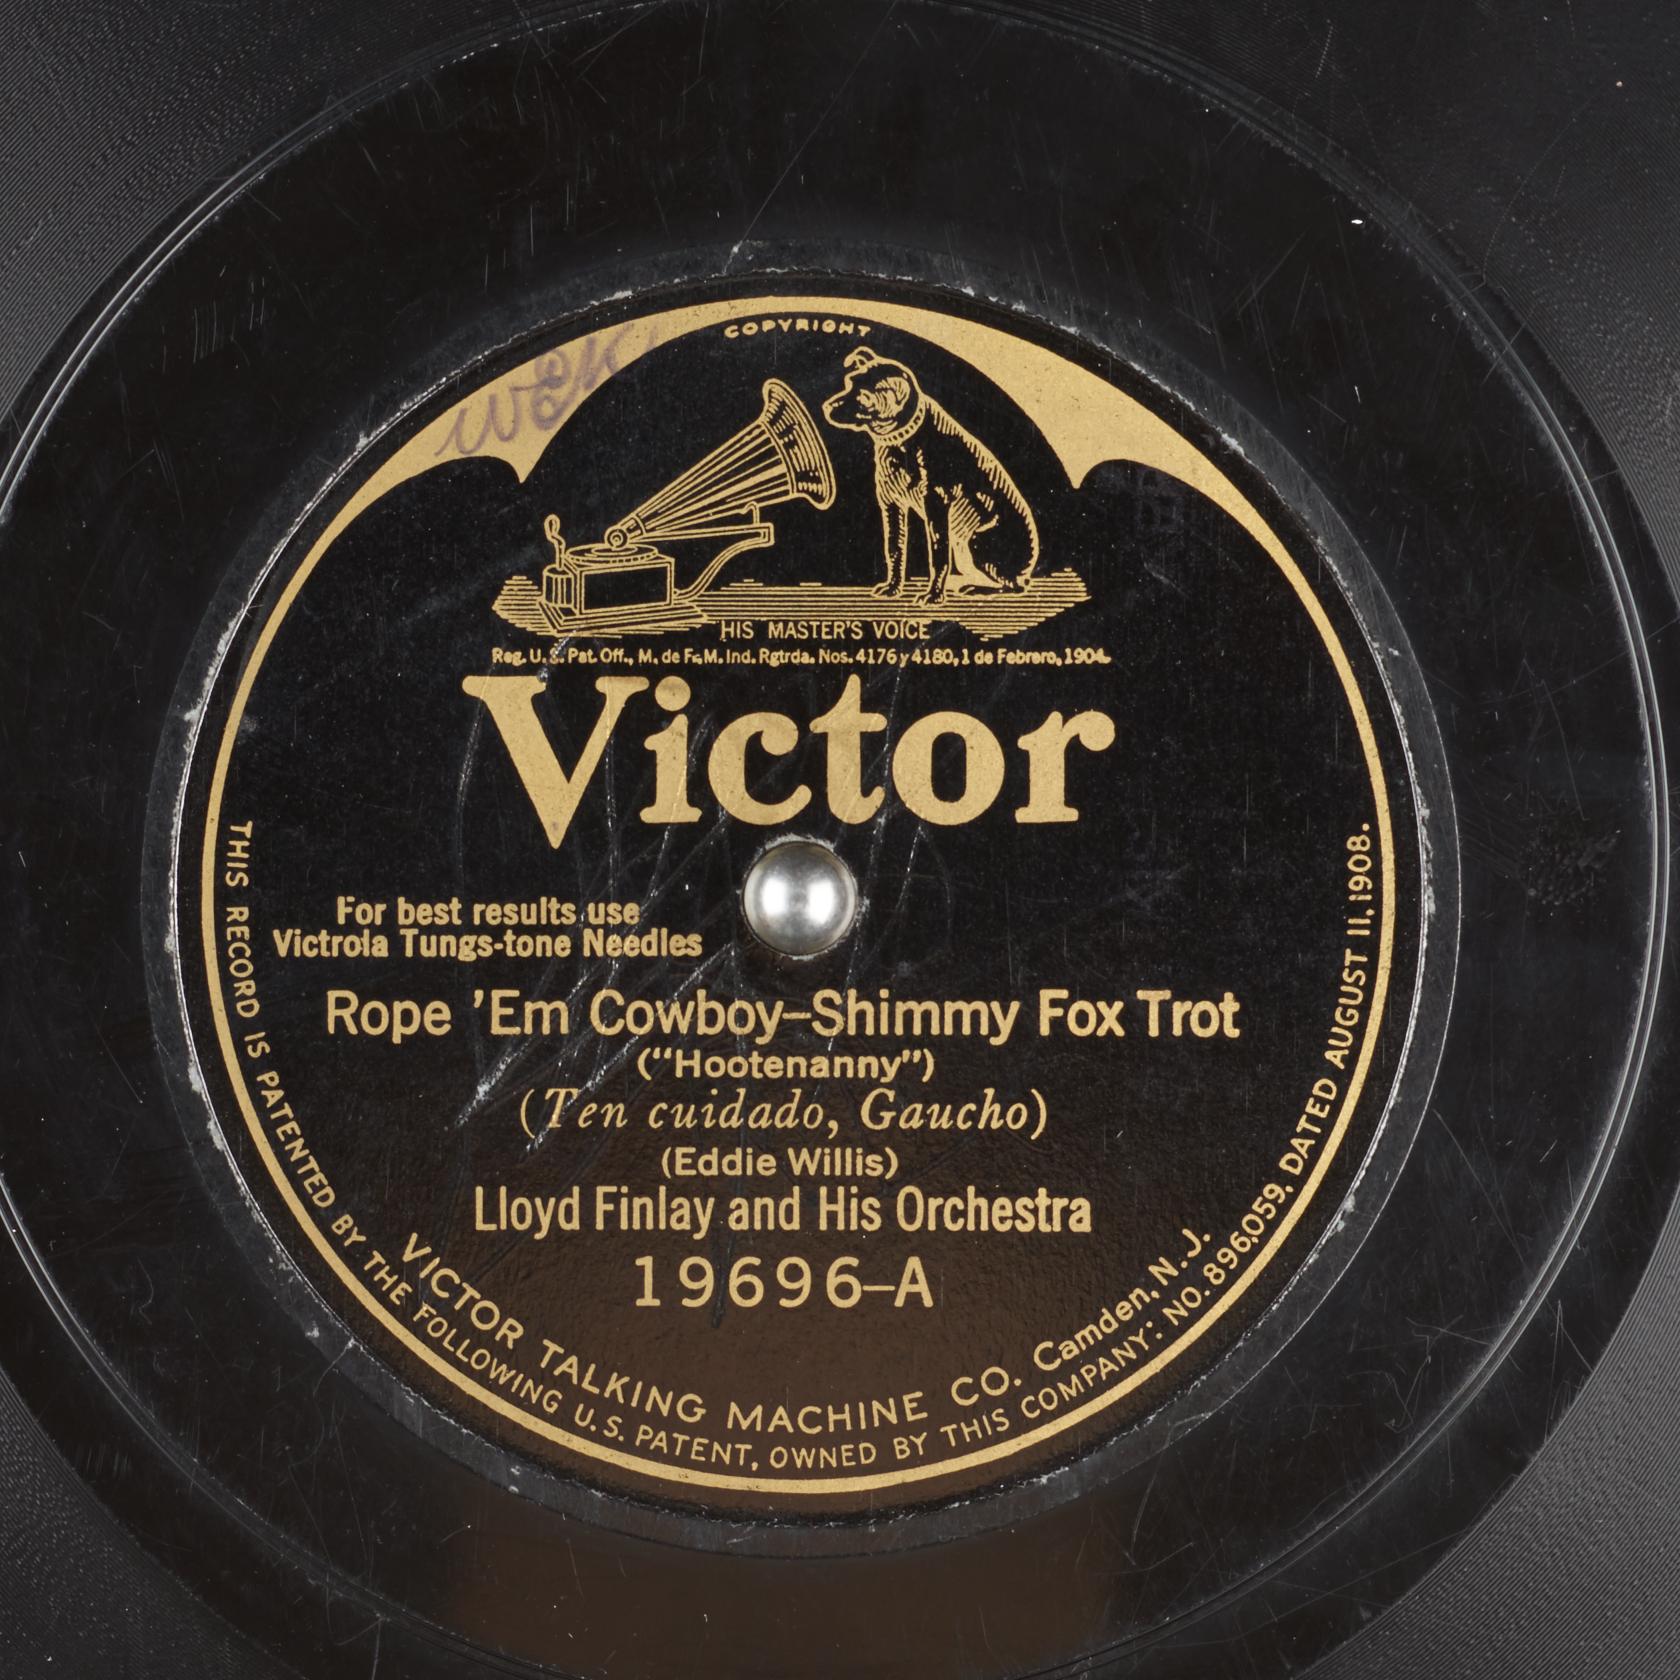 COPYRIGHT
HIS MASTER'S VOICE
Reg. U.S. Pat. Off., M. de F. M. Ind. Rgtrda. Nos. 4176 y 4180, 1 de Febrero, 1904.
Victor
For best results use
Victrola Tungs-tone Needles
Rope 'Em Cowboy–Shimmy Fox Trot
("Hootenanny")
(Ten cuidado, Gaucho)
(Eddie Willis)
Lloyd Finlay and His Orchestra
19696–A
VICTOR TALKING MACHINE CO. Camden, N. J.
THIS RECORD IS PATENTED BY THE FOLLOWING U.S. PATENT, OWNED BY THIS COMPANY: NO. 896,059. DATED AUGUST 11, 1908.